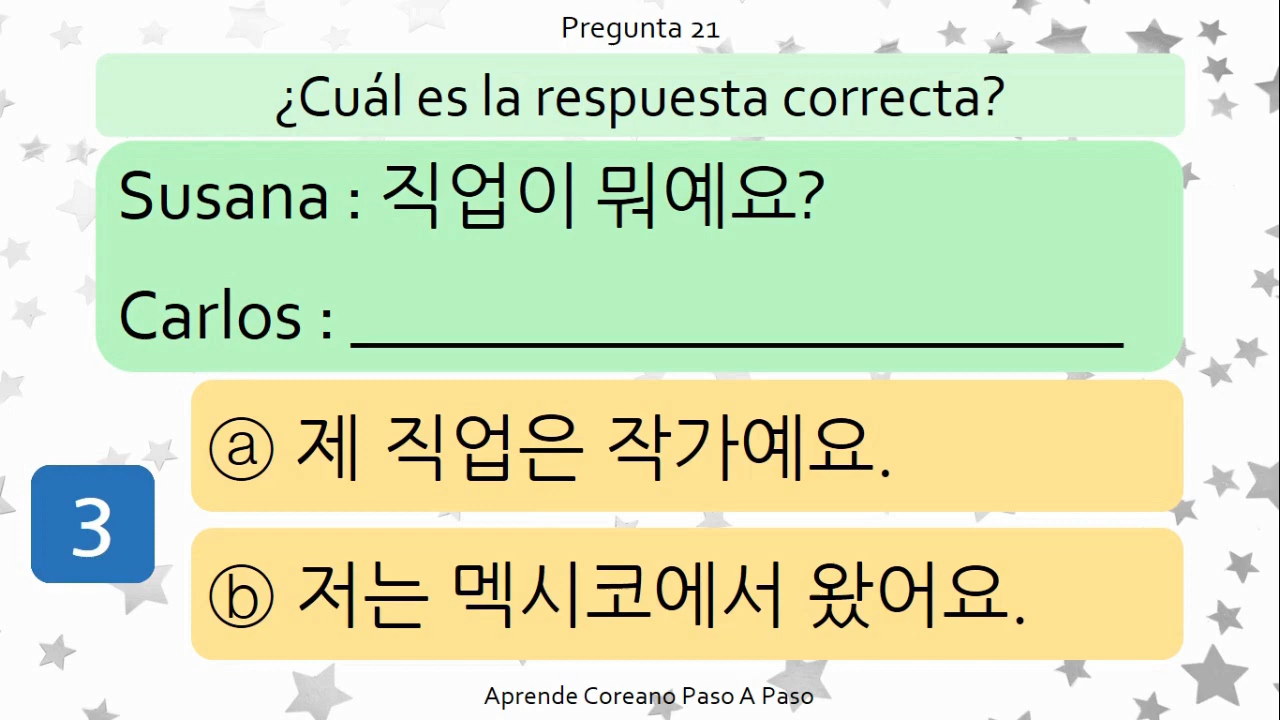 Pregunta 21
¿Cuál es la respuesta correcta?
Susana : 직업이 뭐예요?
Carlos : ____________________
ⓐ 제 직업은 작가예요.
3
ⓑ 저는 멕시코에서 왔어요.
Aprende Coreano Paso A Paso